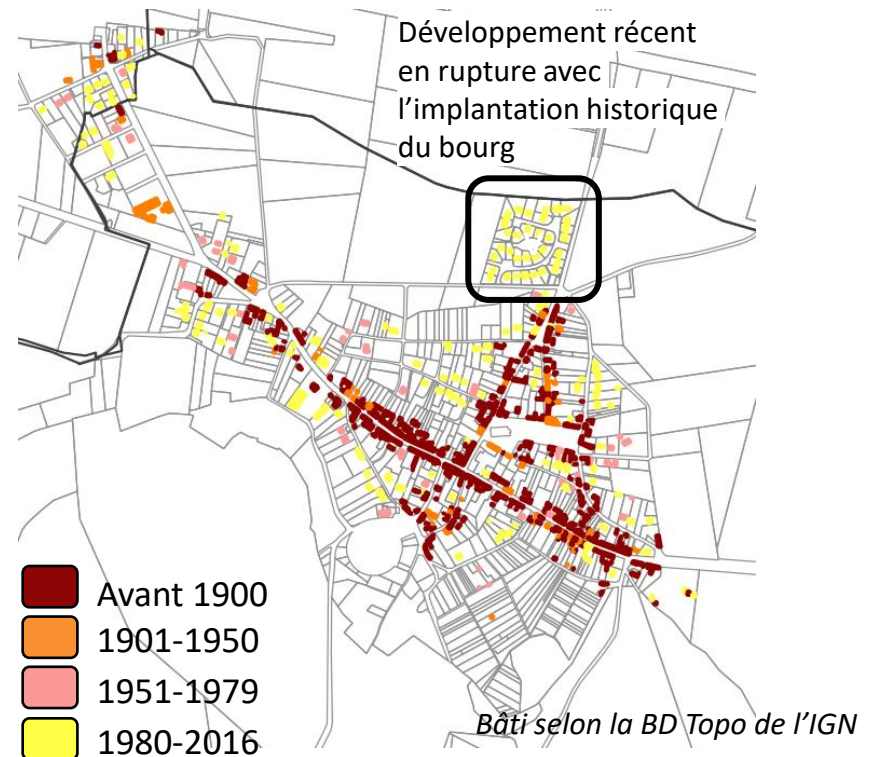 Développement récent
en rupture avec
l’implantation historique
du bourg
Avant 1900
1901-1950
1951-1979
1980-2016
Bâti selon la BD Topo de l’IGN